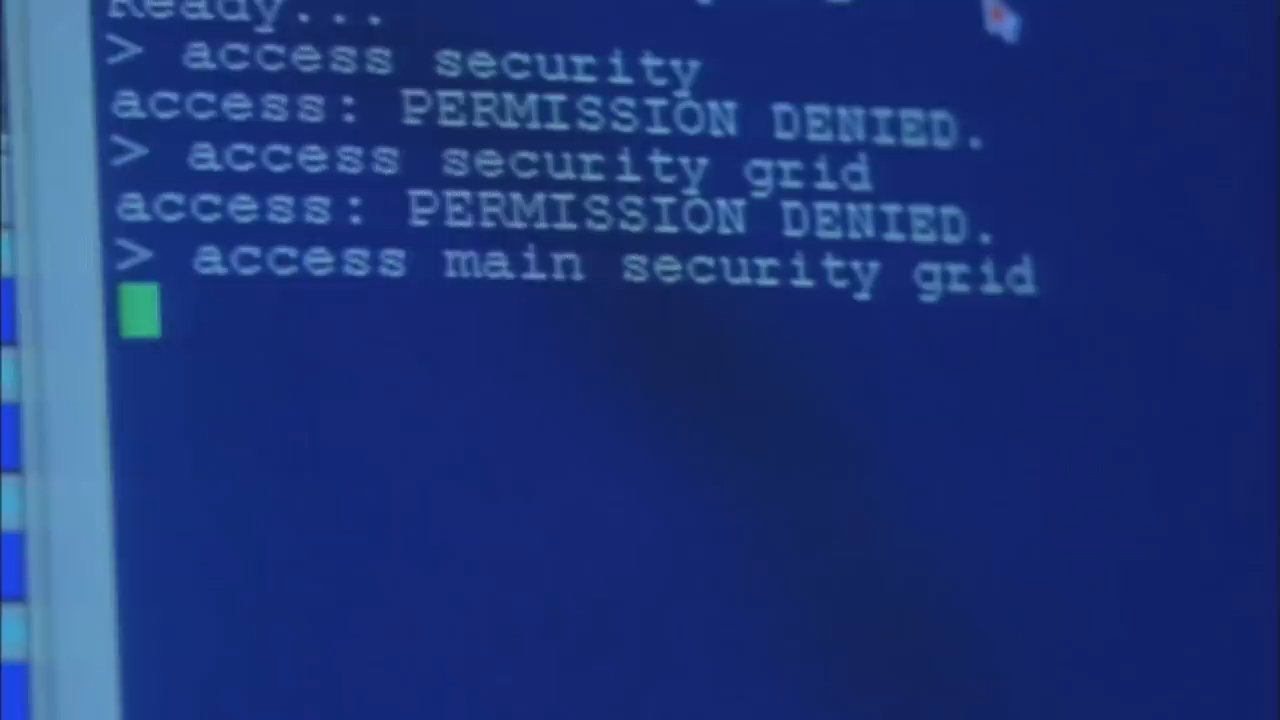 Ready...
> access security
access: PERMISSION DENIED.
> access security grid
access: PERMISSION DENIED.
> access main security grid